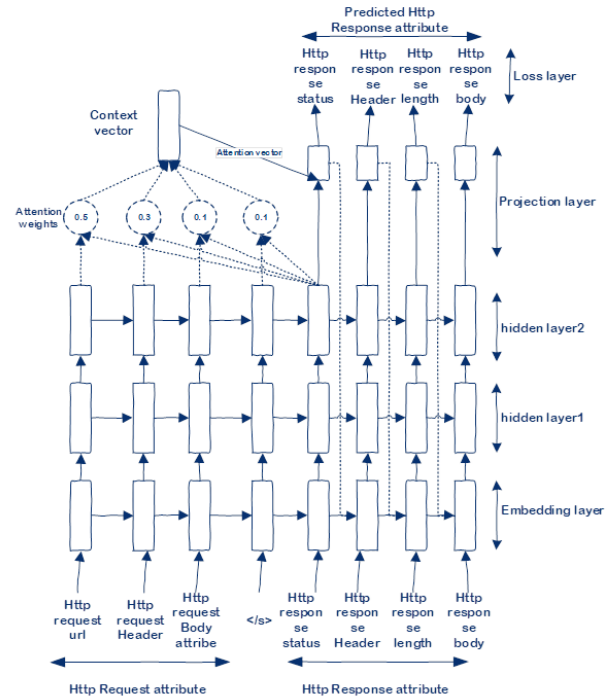 Predicted Http
Response attribute
Http
respon
se
status
Http
respon
se
Header
Http
respon
se
length
Http
respon
se
body
Loss layer
Context
vector
Attention vector
Projection layer
Attention
weights
0.5
0.3
0.1
0.1
hidden layer2
hidden layer1
Embedding layer
Http
request
url
Http
request
Header
Http
request
Body
attribe
</s>
Http
respon
se
status
Http
respon
se
Header
Http
respon
se
length
Http
respon
se
body
Http Request attribute
Http Response attribute